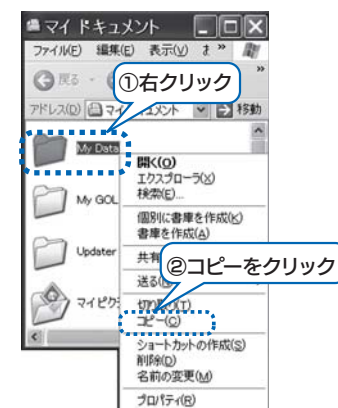 マイ ドキュメント
ファイル(F) 編集(E) 表示(V) »
戻る
»
①右クリック
アドレス(D) 移動
My Data
開く(O)
エクスプローラ(X)
検索(E)...
My GOL
個別に書庫を作成(K)
書庫を作成(A)
Updater
共有
②コピーをクリック
送る(N)
マイピク
切り取り(T)
コピー(C)
ショートカットの作成(S)
削除(D)
名前の変更(M)
プロパティ(R)